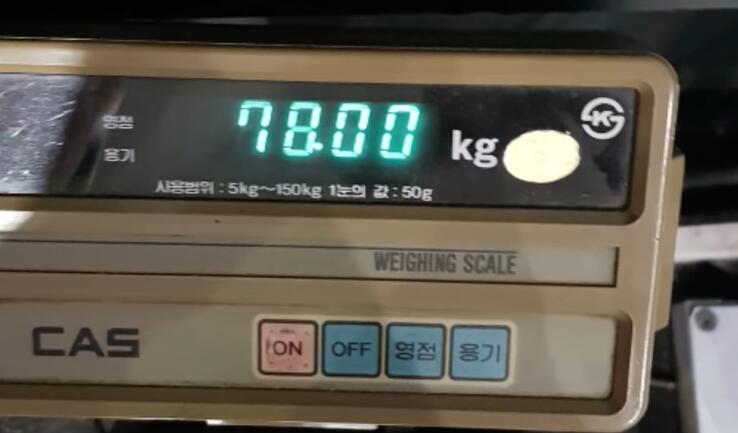 영점
78.00 kg
용기
사용범위 : 5kg~150kg 1눈의 값 : 50g
WEIGHING SCALE
CAS
ON OFF 영점 용기